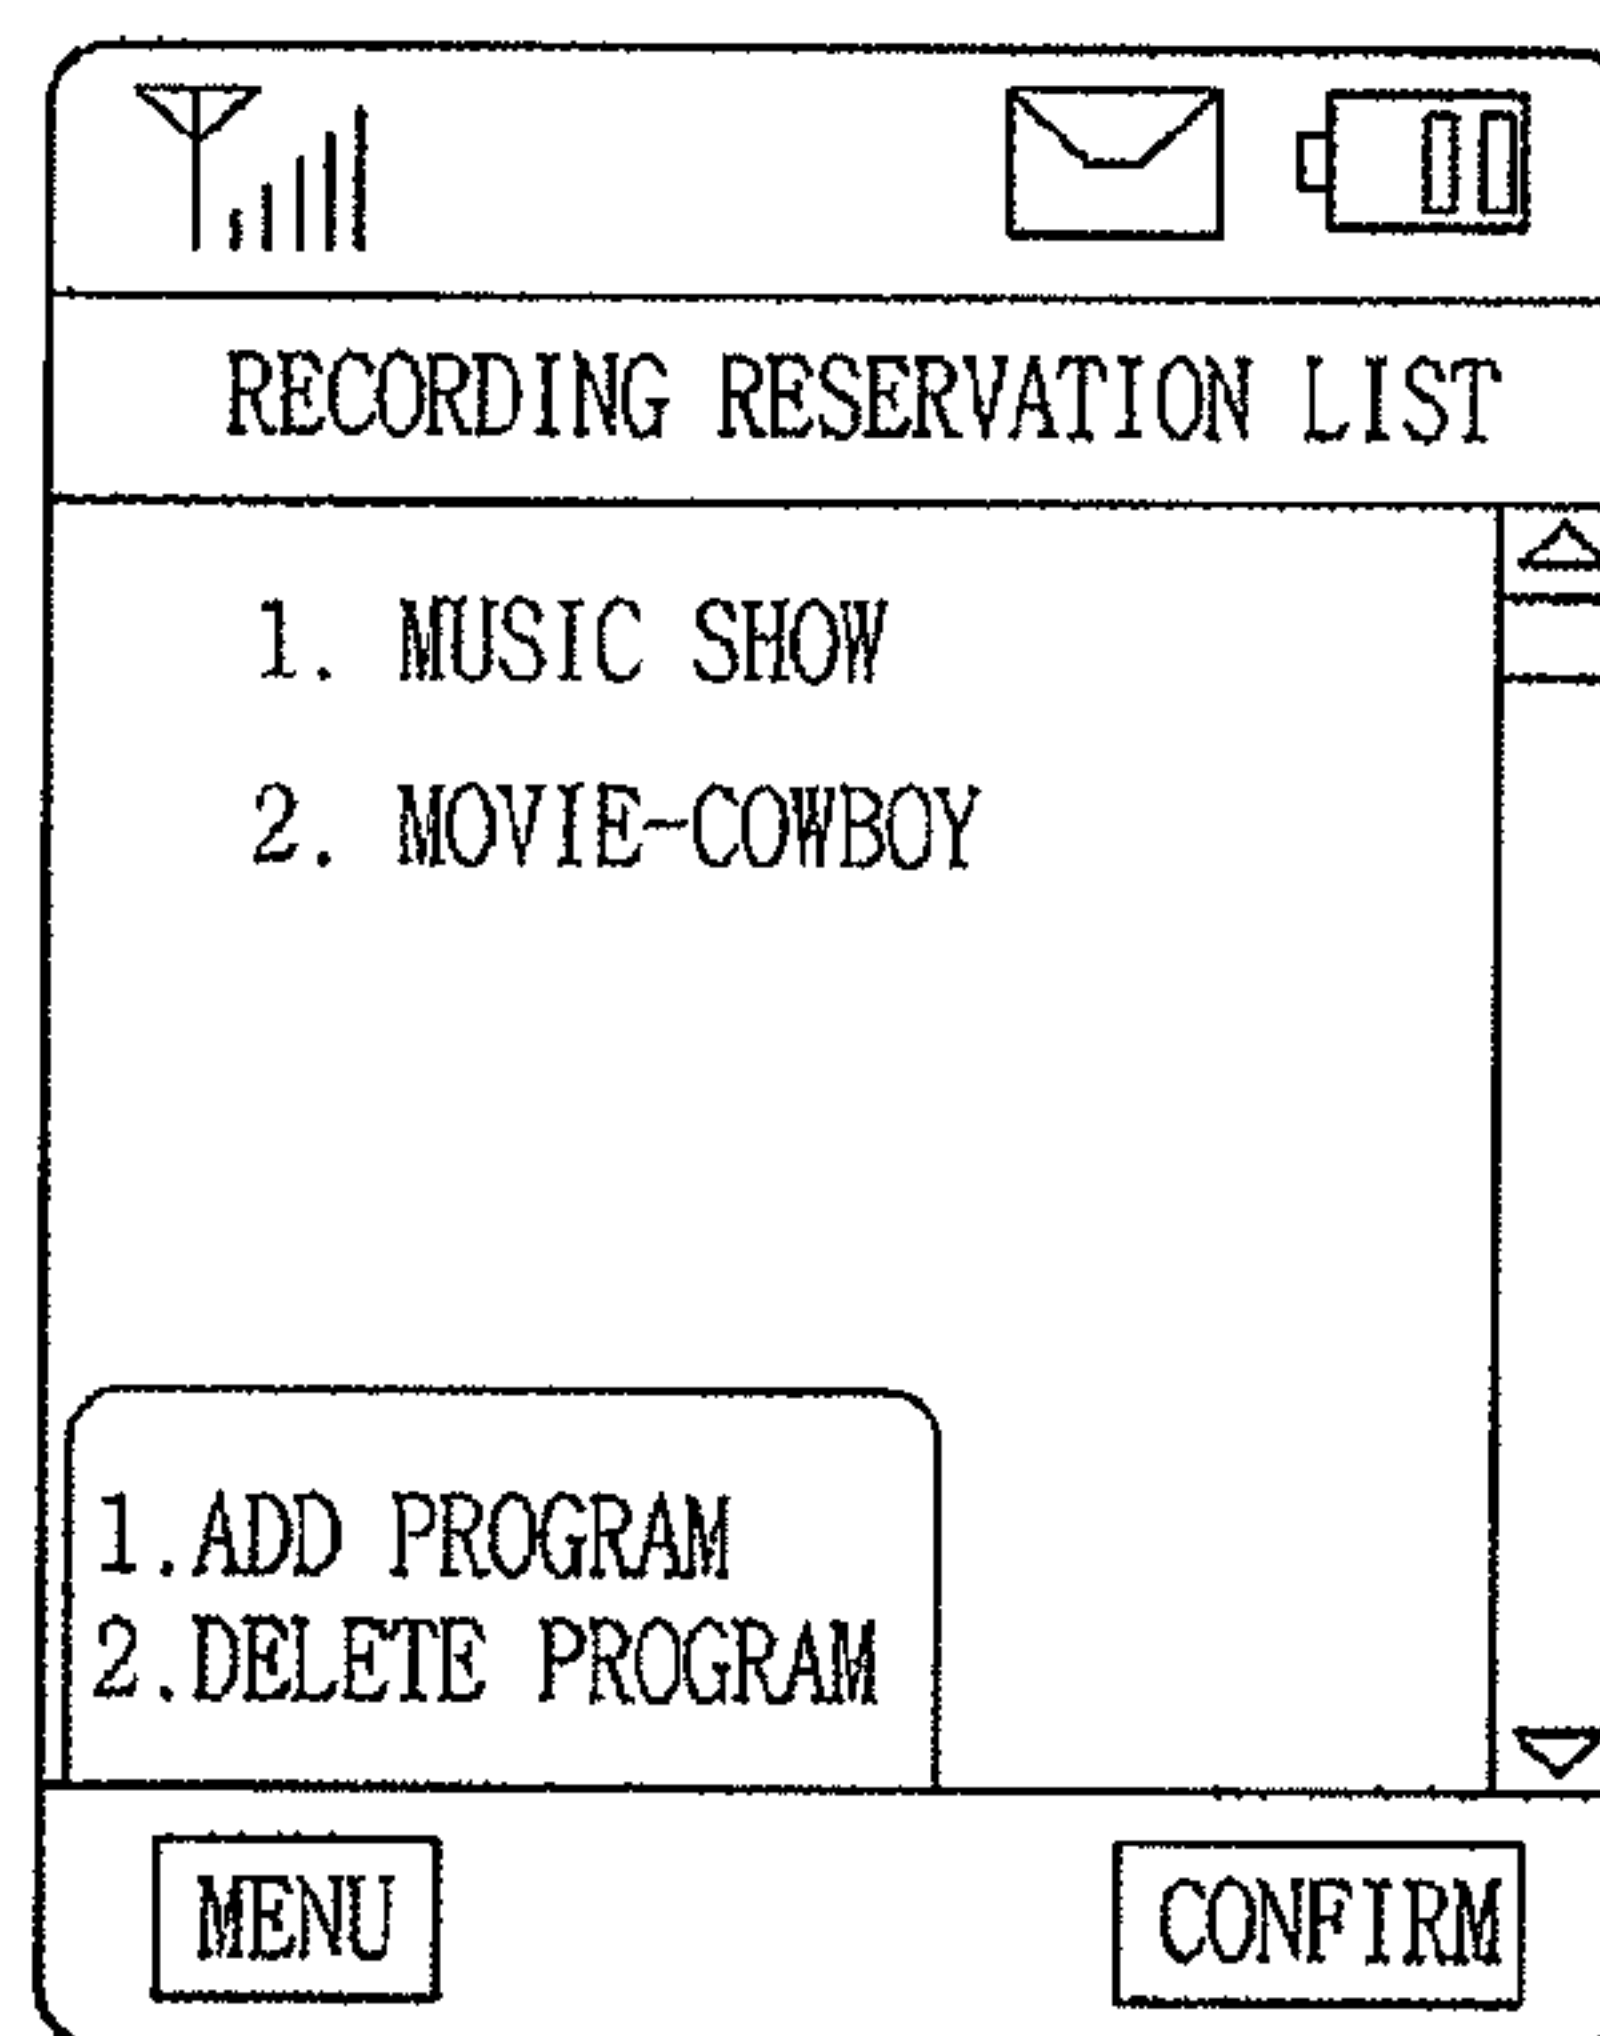 RECORDING RESERVATION LIST
1. MUSIC SHOW
2. MOVIE-COWBOY
1.ADD PROGRAM
2.DELETE PROGRAM
MENU
CONFIRM